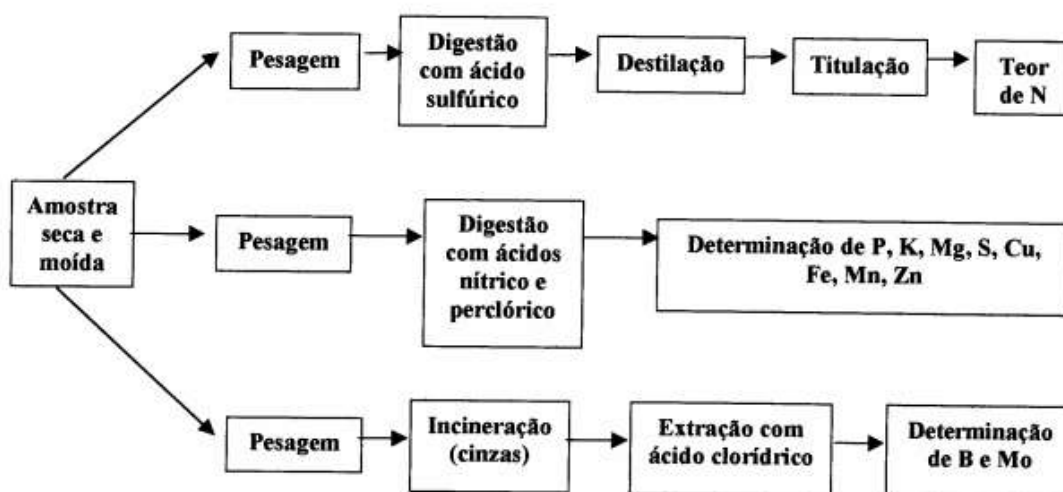 Pesagem
Digestão
com ácido
sulfúrico
Destilação
Titulação
Teor
de N
Amostra
seca e
moída
Pesagem
Digestão
com ácidos
nítrico e
perclórico
Determinação de P, K, Mg, S, Cu,
Fe, Mn, Zn
Pesagem
Incineração
(cinzas)
Extração com
ácido clorídrico
Determinação
de B e Mo